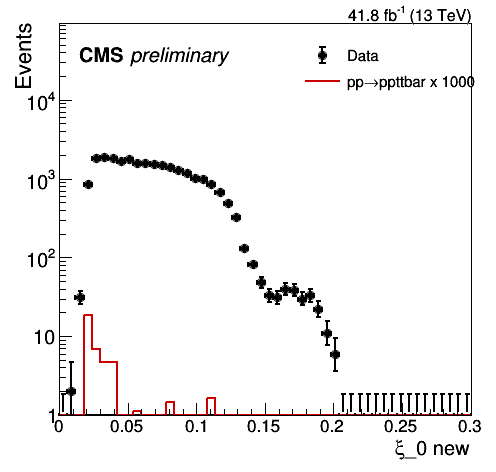 41.8 fb⁻¹ (13 TeV)
Events
CMS preliminary
Data
pp→ppttbar x 1000
10⁴
10³
10²
10
1
0 0.05 0.1 0.15 0.2 0.25 0.3
ξ_0 new